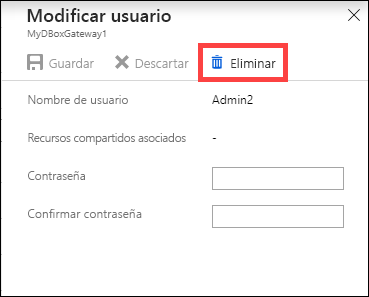 Modificar usuario
MyDBoxGateway1
Guardar Descartar Eliminar
Nombre de usuario Admin2
Recursos compartidos asociados -
Contraseña
Confirmar contraseña